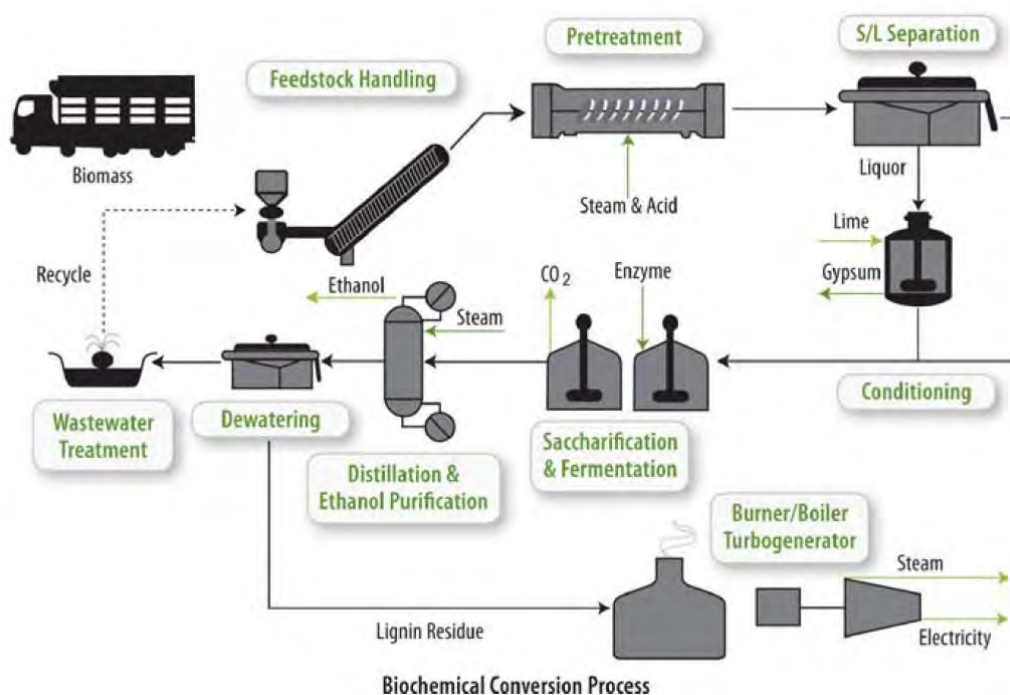 Pretreatment
S/L Separation
Feedstock Handling
Biomass
Steam & Acid
Liquor
Lime
Gypsum
Recycle
Ethanol
Steam
CO2
Enzyme
Conditioning
Wastewater
Treatment
Dewatering
Distillation &
Ethanol Purification
Saccharification
& Fermentation
Burner/Boiler
Turbogenerator
Steam
Electricity
Lignin Residue
Biochemical Conversion Process